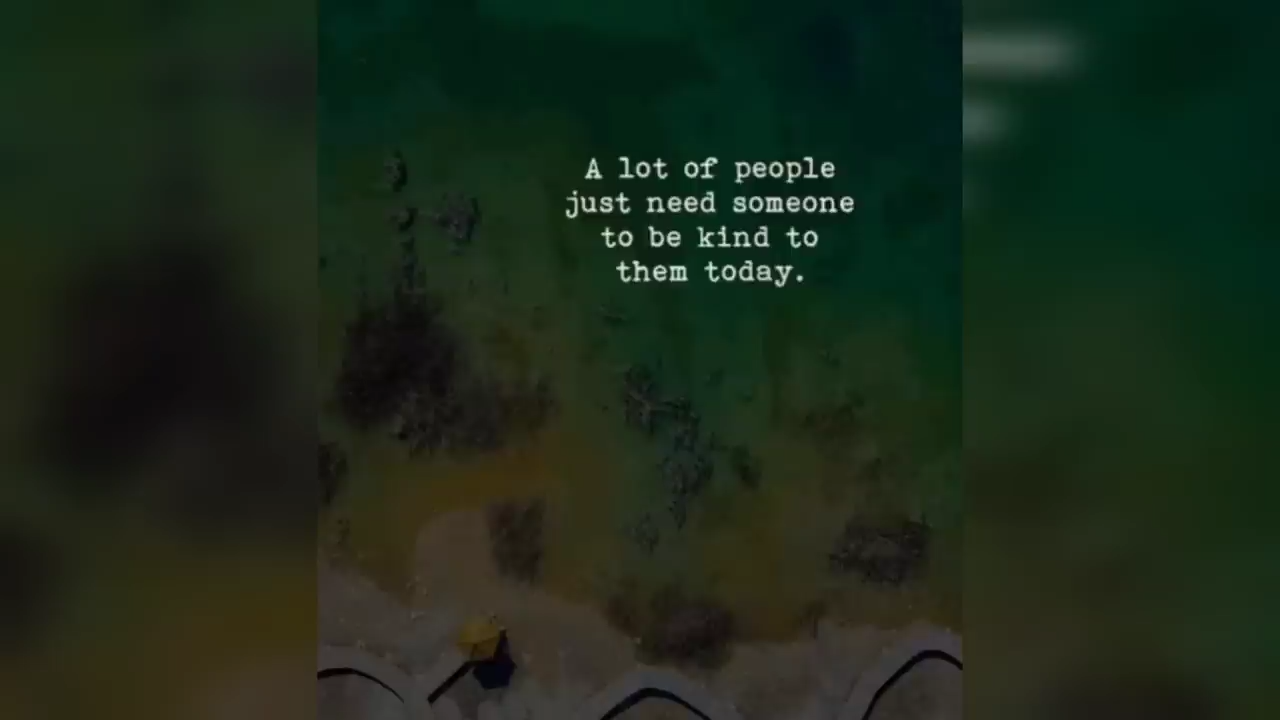 A lot of people
just need someone
to be kind to
them today.